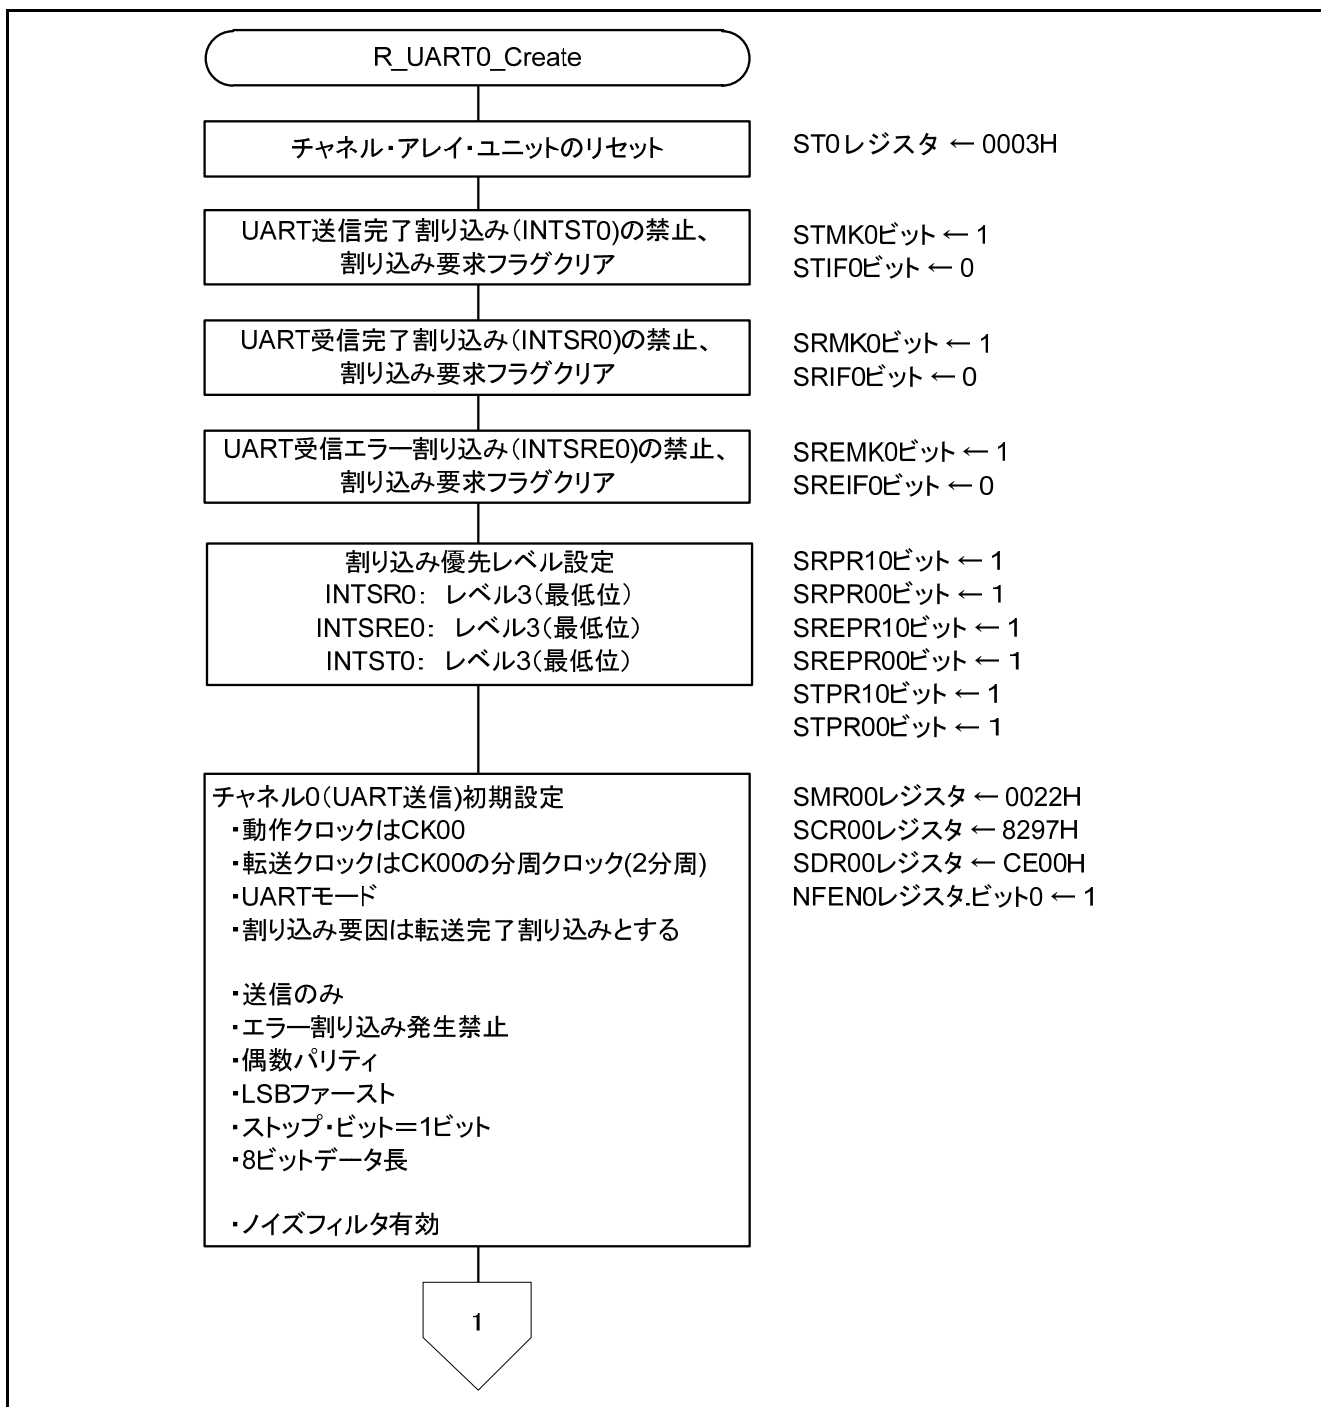 R_UART0_Create
チャネル・アレイ・ユニットのリセット
ST0レジスタ ← 0003H
UART送信完了割り込み(INTST0)の禁止、
割り込み要求フラグクリア
STMK0ビット ← 1
STIF0ビット ← 0
UART受信完了割り込み(INTSR0)の禁止、
割り込み要求フラグクリア
SRMK0ビット ← 1
SRIF0ビット ← 0
UART受信エラー割り込み(INTSRE0)の禁止、
割り込み要求フラグクリア
SREMK0ビット ← 1
SREIF0ビット ← 0
割り込み優先レベル設定
INTSR0： レベル3(最低位)
INTSRE0： レベル3(最低位)
INTST0： レベル3(最低位)
SRPR10ビット ← 1
SRPR00ビット ← 1
SREPR10ビット ← 1
SREPR00ビット ← 1
STPR10ビット ← 1
STPR00ビット ← 1
チャネル0(UART送信)初期設定
・動作クロックはCK00
・転送クロックはCK00の分周クロック(2分周)
・UARTモード
・割り込み要因は転送完了割り込みとする
・送信のみ
・エラー割り込み発生禁止
・偶数パリティ
・LSBファースト
・ストップ・ビット＝1ビット
・8ビットデータ長
・ノイズフィルタ有効
SMR00レジスタ ← 0022H
SCR00レジスタ ← 8297H
SDR00レジスタ ← CE00H
NFEN0レジスタ.ビット0 ← 1
1